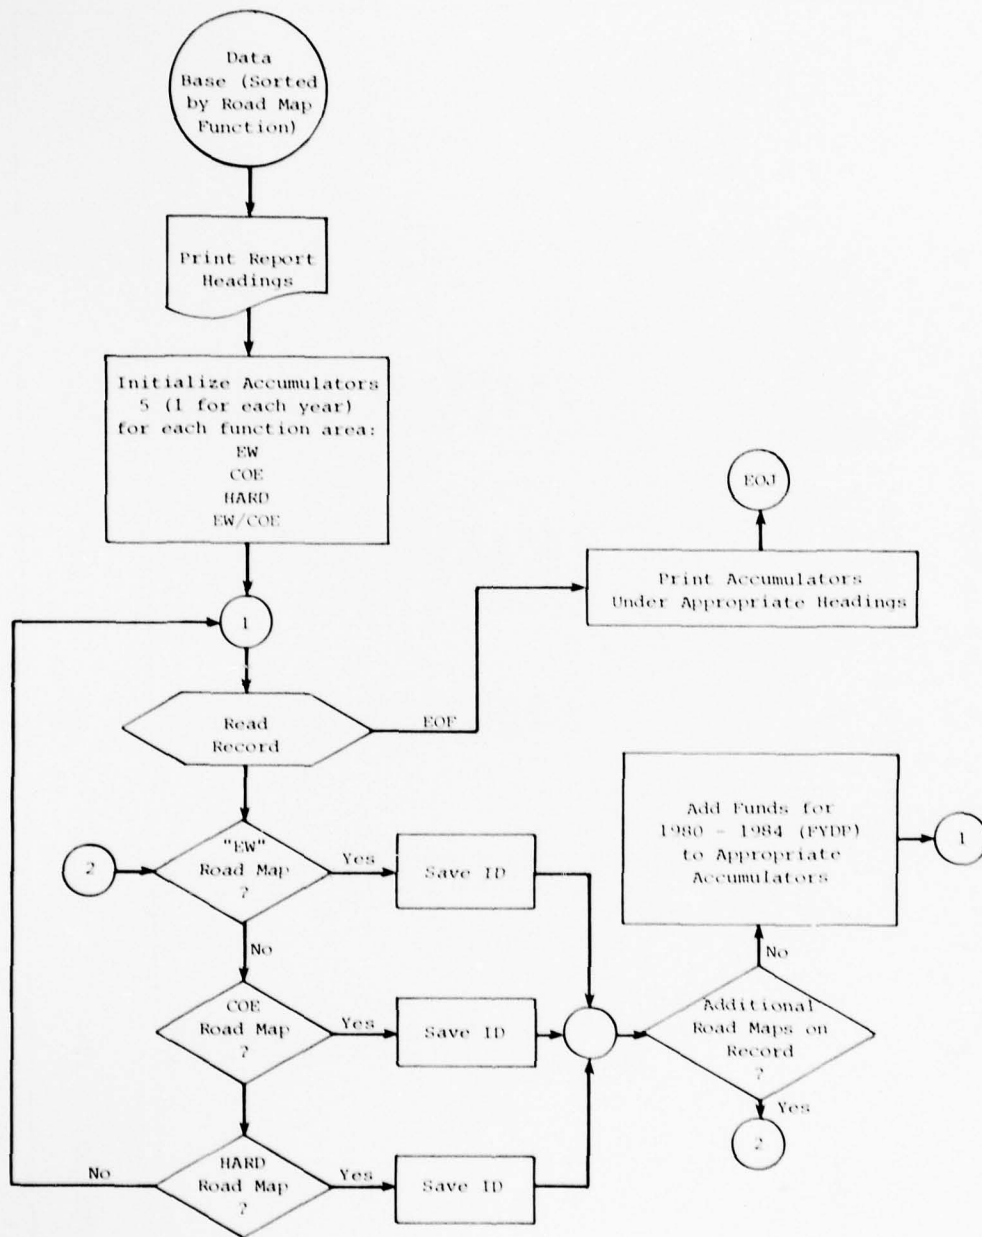 Data
Base (Sorted
by Road Map
Function)
Print Report
Headings
Initialize Accumulators
5 (1 for each year)
for each function area:
EW
COE
HARD
EW/COE
EOJ
Print Accumulators
Under Appropriate Headings
1
Read
Record
EOF
Add Funds for
1980 - 1984 (FYDP)
to Appropriate
Accumulators
1
2
"EW"
Road Map
?
Yes
Save ID
No
No
COE
Road Map
?
Yes
Save ID
Additional
Road Maps on
Record
?
Yes
2
HARD
Road Map
?
No
Yes
Save ID